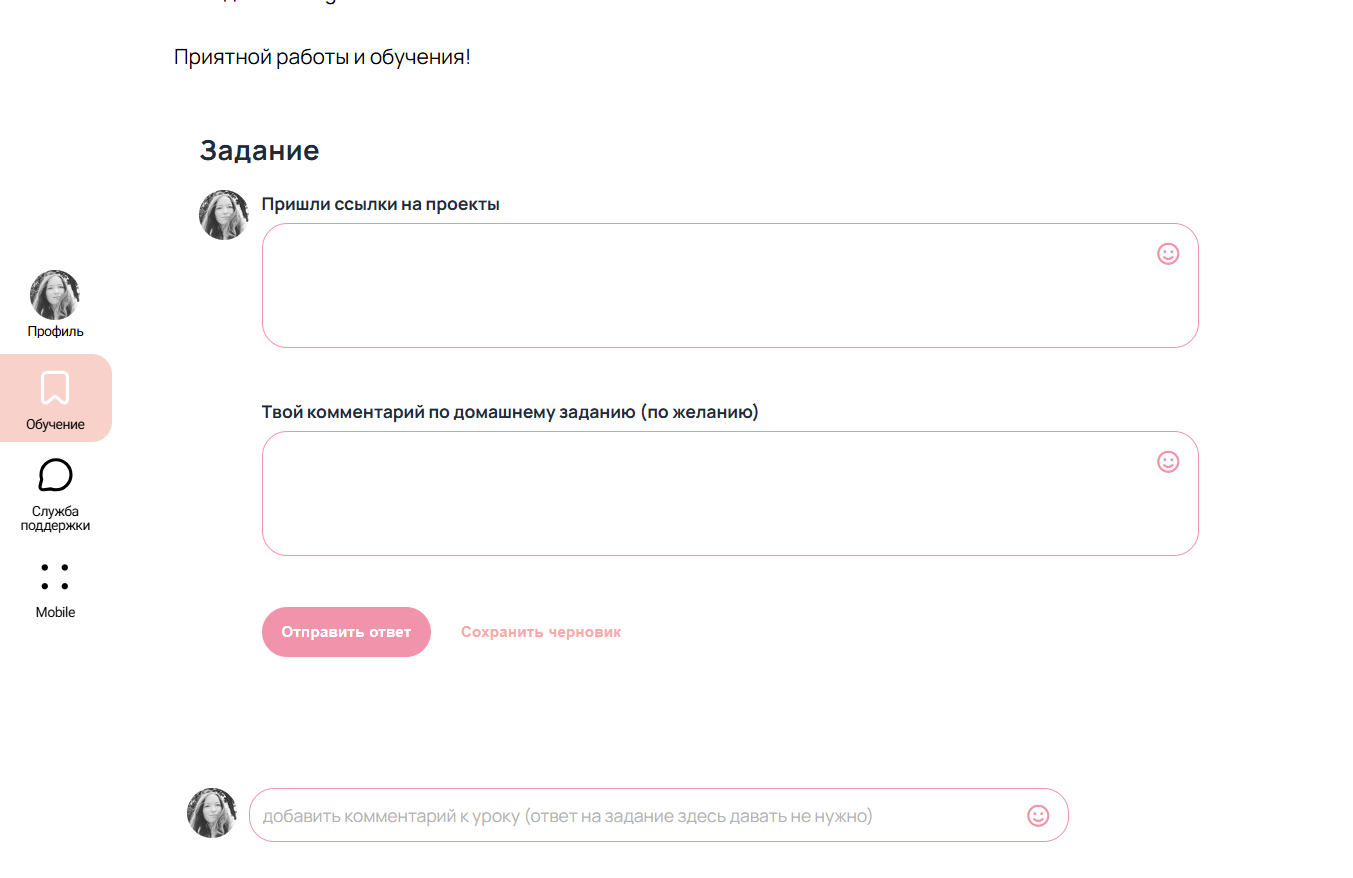 Приятной работы и обучения!
Задание
Пришли ссылки на проекты
Профиль
Обучение
Твой комментарий по домашнему заданию (по желанию)
Служба
поддержки
Mobile
Отправить ответ
Сохранить черновик
добавить комментарий к уроку (ответ на задание здесь давать не нужно)